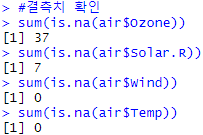 > #결측치 확인
> sum(is.na(air$Ozone))
[1] 37
> sum(is.na(air$Solar.R))
[1] 7
> sum(is.na(air$Wind))
[1] 0
> sum(is.na(air$Temp))
[1] 0